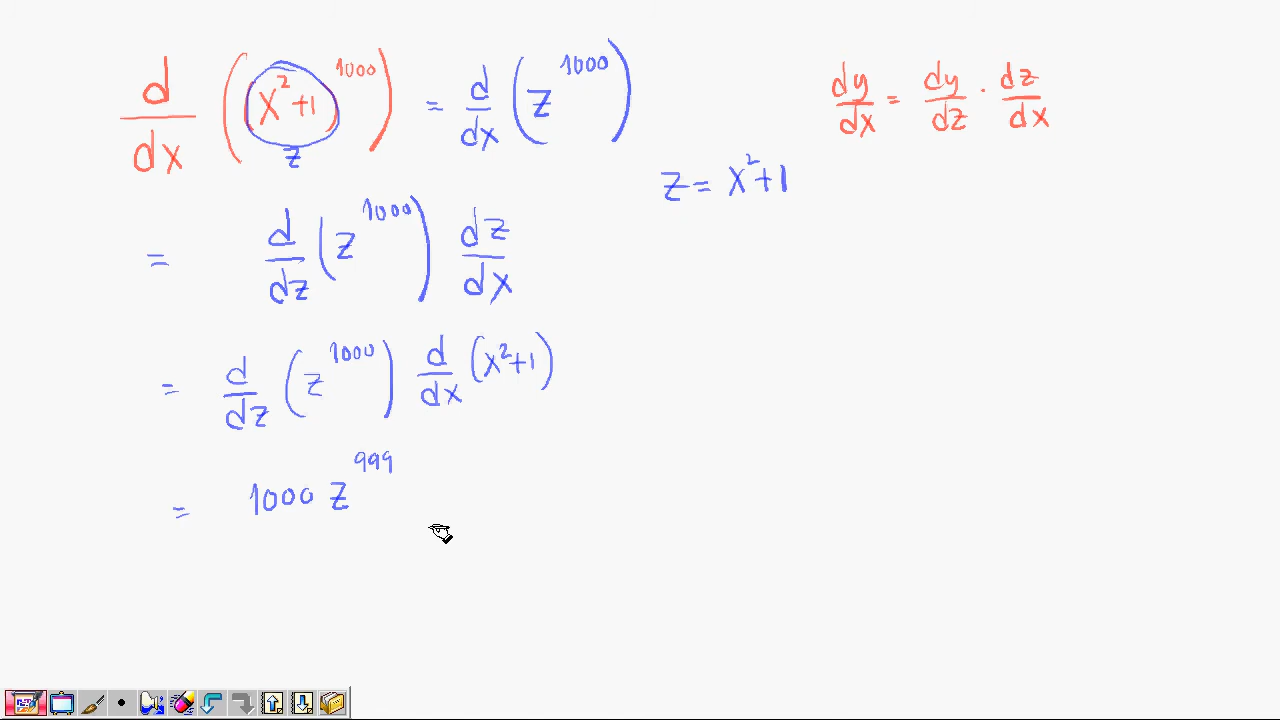 d/dx ((x²+1)^1000) = d/dx (z^1000)
z
dy/dx = dy/dz · dz/dx
z = x²+1
= d/dz (z^1000) dz/dx
= d/dz (z^1000) d/dx (x²+1)
= 1000 z^999